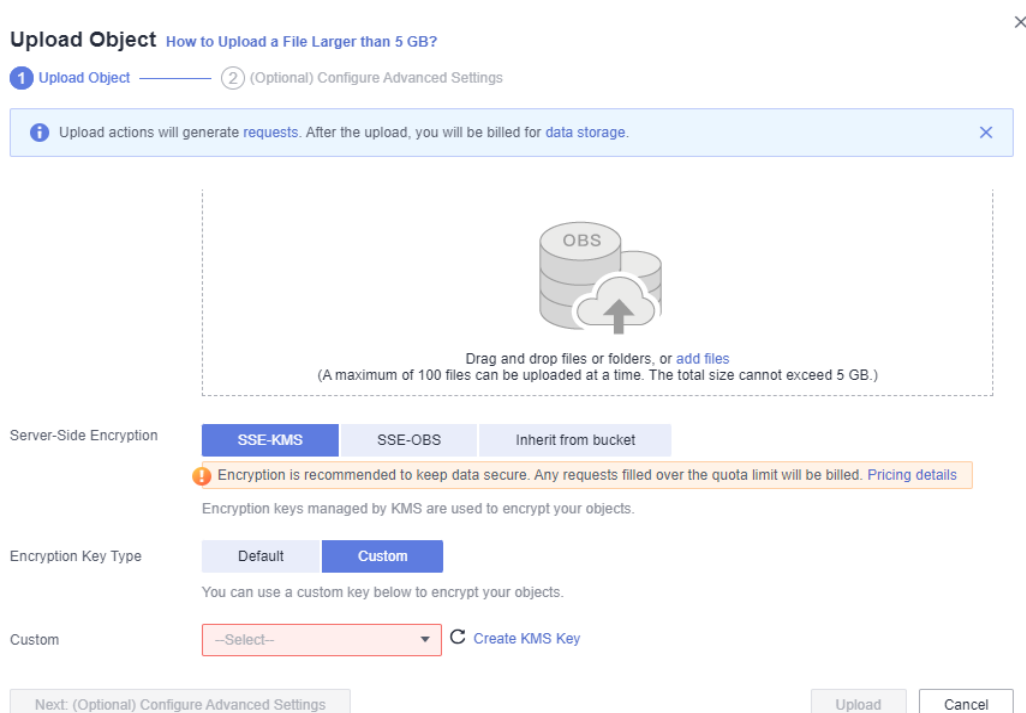 Upload Object How to Upload a File Larger than 5 GB?
1 Upload Object 2 (Optional) Configure Advanced Settings
Upload actions will generate requests. After the upload, you will be billed for data storage.
OBS
Drag and drop files or folders, or add files
(A maximum of 100 files can be uploaded at a time. The total size cannot exceed 5 GB.)
Server-Side Encryption SSE-KMS SSE-OBS Inherit from bucket
Encryption is recommended to keep data secure. Any requests filled over the quota limit will be billed. Pricing details
Encryption keys managed by KMS are used to encrypt your objects.
Encryption Key Type Default Custom
You can use a custom key below to encrypt your objects.
Custom --Select-- Create KMS Key
Next: (Optional) Configure Advanced Settings Upload Cancel